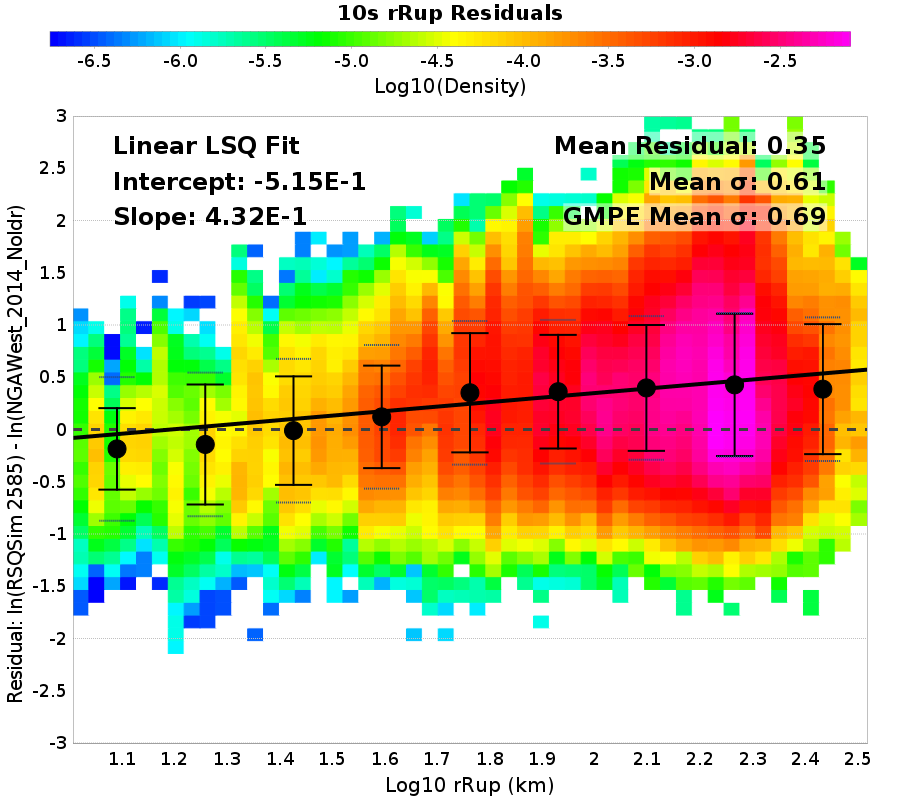 10s rRup Residuals
-6.5 -6.0 -5.5 -5.0 -4.5 -4.0 -3.5 -3.0 -2.5
Log10(Density)
Linear LSQ Fit
Intercept: -5.15E-1
Slope: 4.32E-1
Mean Residual: 0.35
Mean σ: 0.61
GMPE Mean σ: 0.69
Residual: ln(RSQSim 2585) - ln(NGAWest_2014_NoIdr)
3
2.5
2
1.5
1
0.5
0
-0.5
-1
-1.5
-2
-2.5
-3
1.1 1.2 1.3 1.4 1.5 1.6 1.7 1.8 1.9 2 2.1 2.2 2.3 2.4 2.5
Log10 rRup (km)